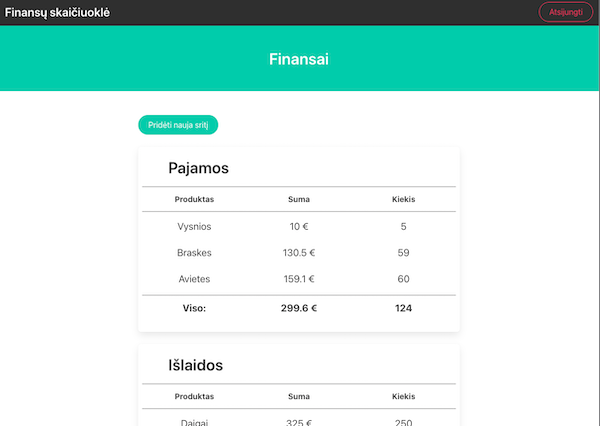 Finansų skaičiuoklė
Atsijungti
Finansai
Pridėti nauja sritį
Pajamos
Produktas Suma Kiekis
Vysnios 10 € 5
Braskes 130.5 € 59
Avietes 159.1 € 60
Viso: 299.6 € 124
Išlaidos
Produktas Suma Kiekis
Daigai 325 € 250